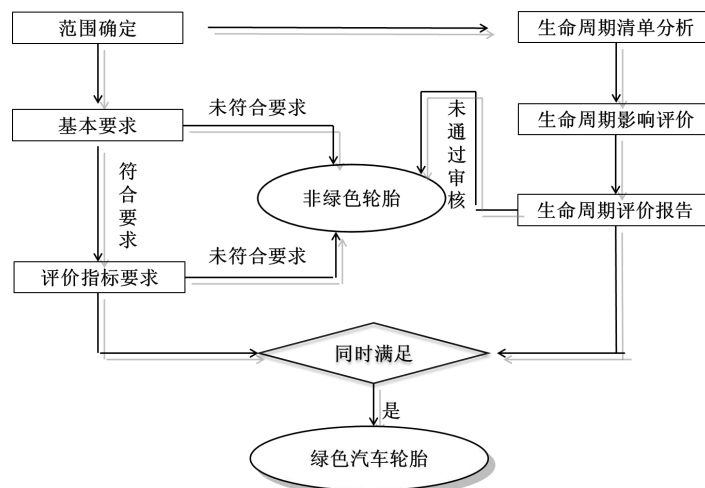 范围确定
生命周期清单分析
基本要求
未符合要求
未通过审核
生命周期影响评价
符合要求
非绿色轮胎
生命周期评价报告
评价指标要求
未符合要求
同时满足
是
绿色汽车轮胎